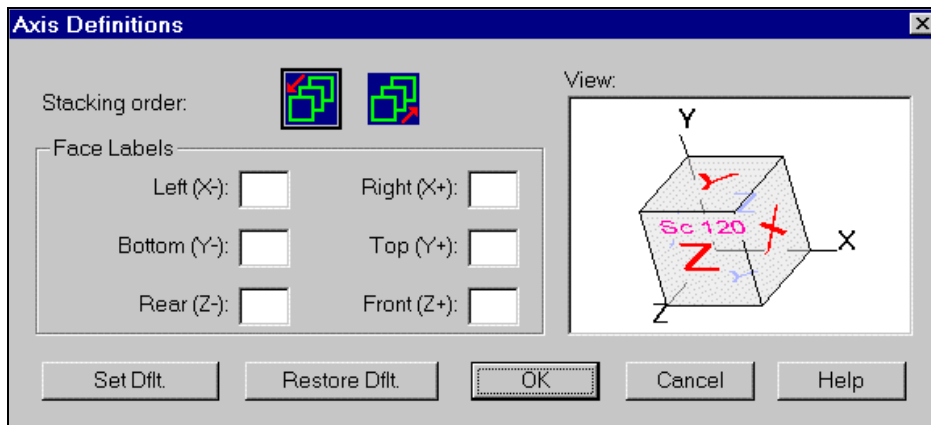 Axis Definitions
Stacking order:
View:
Face Labels
Left (X-):
Right (X+):
Bottom (Y-):
Top (Y+):
Rear (Z-):
Front (Z+):
Y
Y
Z
Sc 120
X
Z
X
Y
Z
Set Dflt.
Restore Dflt.
OK
Cancel
Help